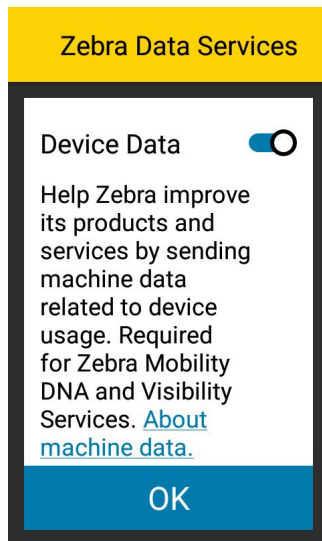 Zebra Data Services
Device Data
Help Zebra improve
its products and
services by sending
machine data
related to device
usage. Required
for Zebra Mobility
DNA and Visibility
Services. About
machine data.
OK